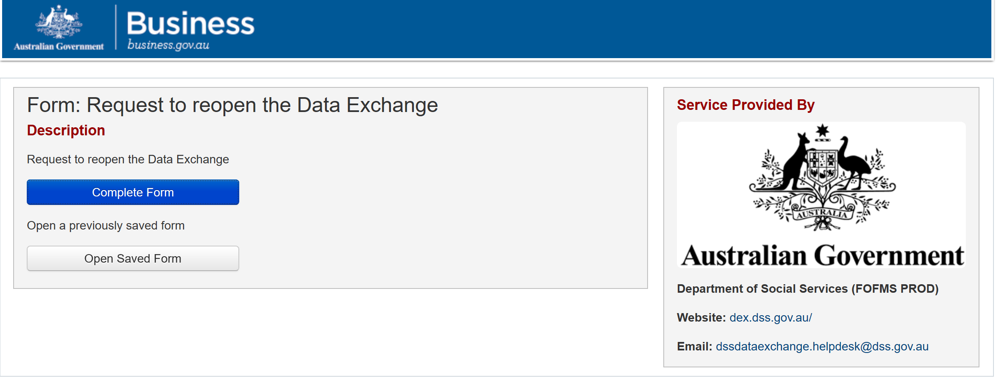 Australian Government
Business
business.gov.au
Form: Request to reopen the Data Exchange
Description
Request to reopen the Data Exchange
Complete Form
Open a previously saved form
Open Saved Form
Service Provided By
AUSTRALIA
Australian Government
Department of Social Services (FOFMS PROD)
Website: dex.dss.gov.au/
Email: dssdataexchange.helpdesk@dss.gov.au